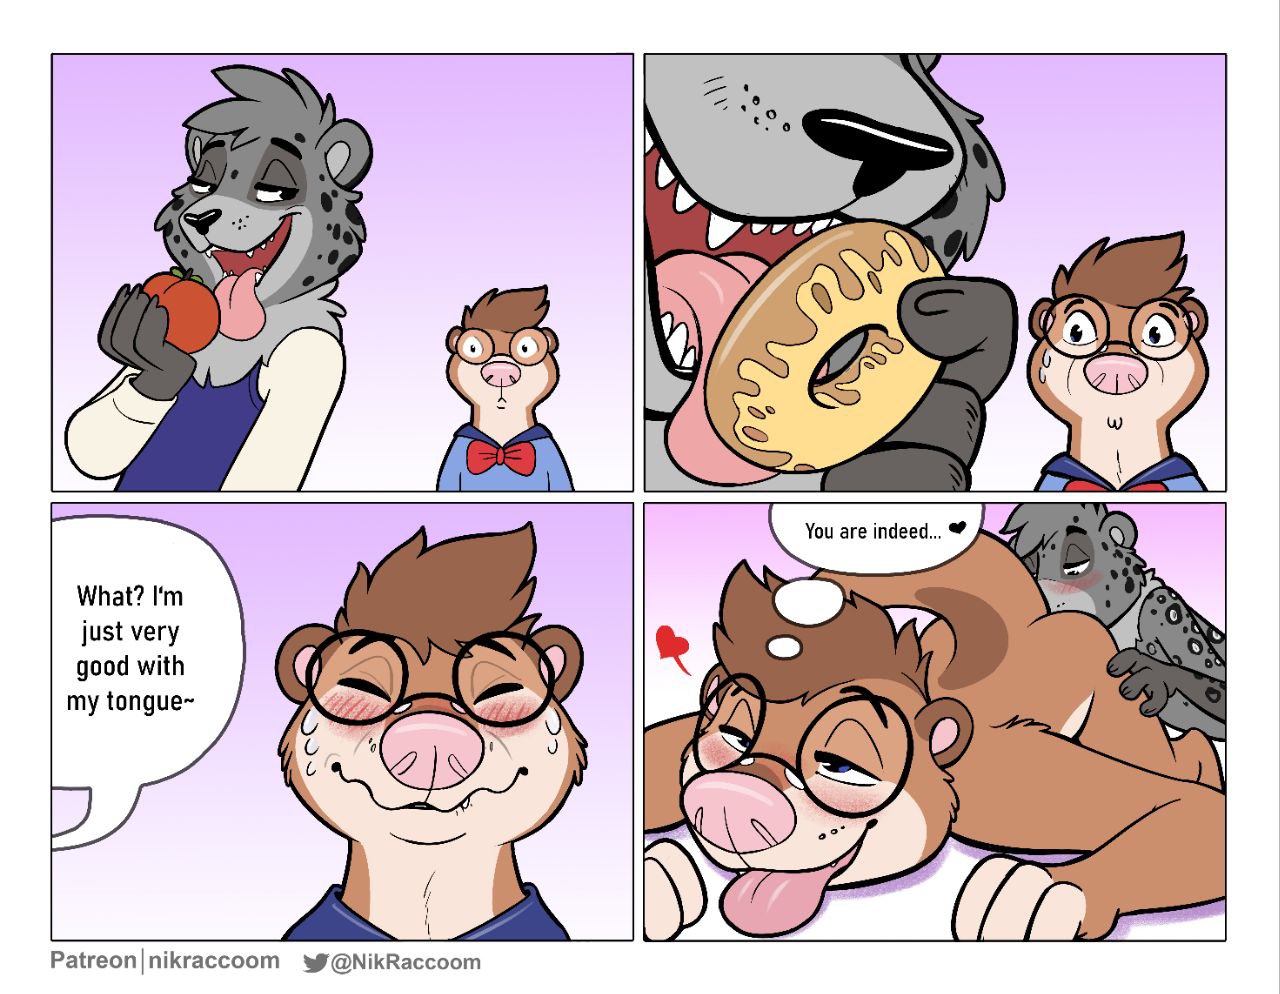 What? I'm
just very
good with
my tongue~
You are indeed... ❤
Patreon|nikraccoom @NikRaccoom